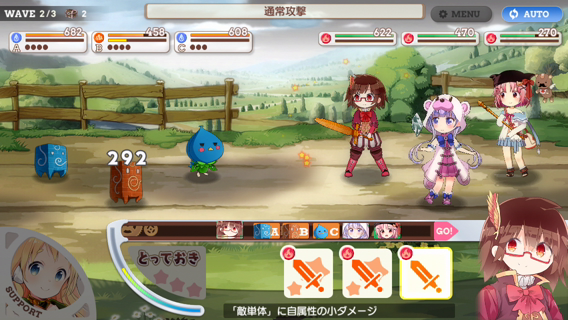 WAVE 2/3 2
通常攻撃
MENU
AUTO
A 682
B 458
C 608
622
470
270
292
A B C GO!
とっておき
SUPPORT
「敵単体」に自属性の小ダメージ